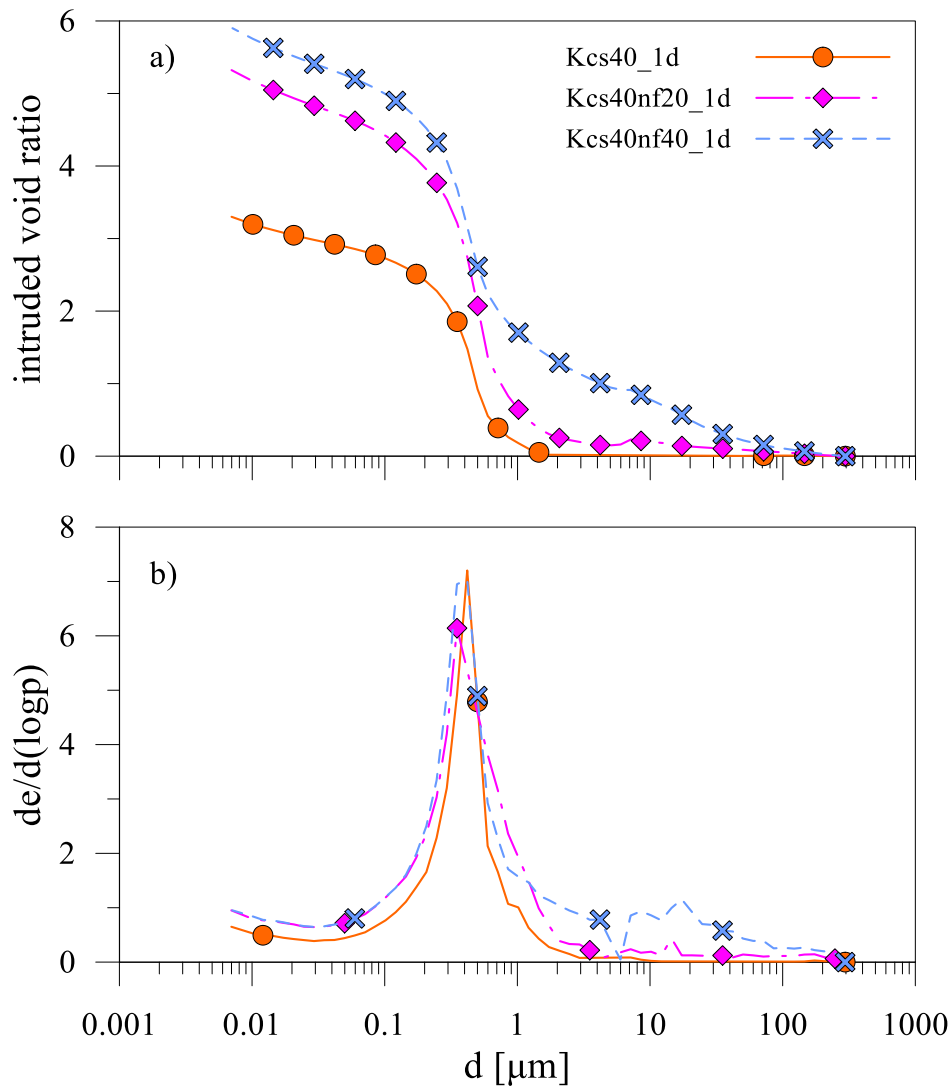 6
4
2
0
intruded void ratio
a)
Kcs40_1d
Kcs40nf20_1d
Kcs40nf40_1d
8
6
4
2
0
de/d(logp)
b)
0.001 0.01 0.1 1 10 100 1000
d [μm]